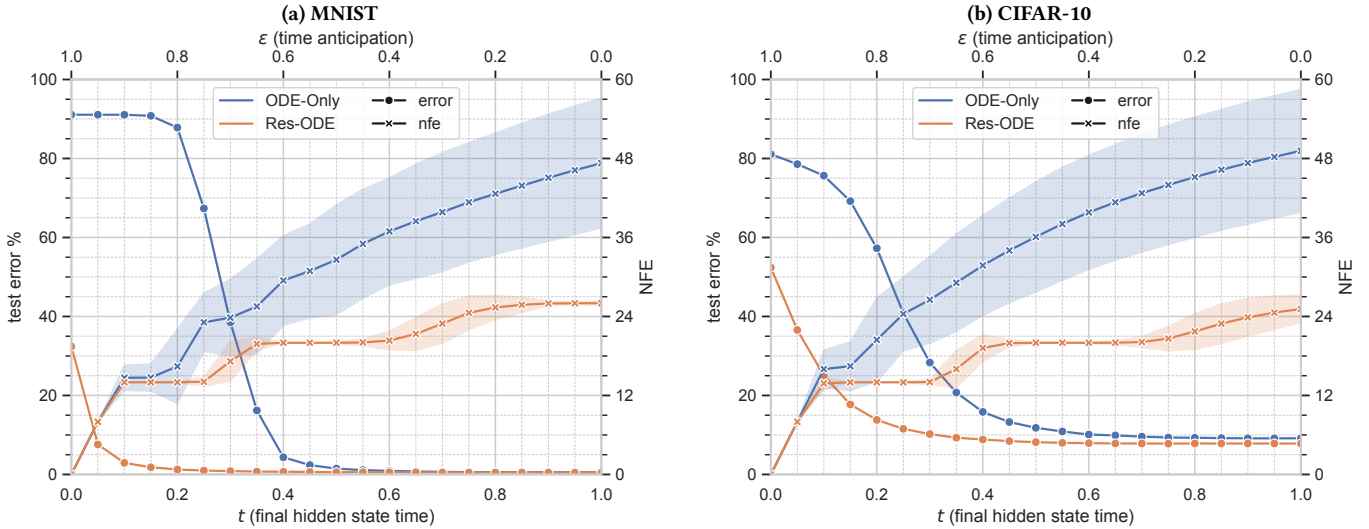 (a) MNIST
ε (time anticipation)
1.0 0.8 0.6 0.4 0.2 0.0
100 80 60 40 20 0
test error %
60 48 36 24 12 0
NFE
ODE-Only error
Res-ODE nfe
0.0 0.2 0.4 0.6 0.8 1.0
t (final hidden state time)
(b) CIFAR-10
ε (time anticipation)
1.0 0.8 0.6 0.4 0.2 0.0
100 80 60 40 20 0
test error %
60 48 36 24 12 0
NFE
ODE-Only error
Res-ODE nfe
0.0 0.2 0.4 0.6 0.8 1.0
t (final hidden state time)